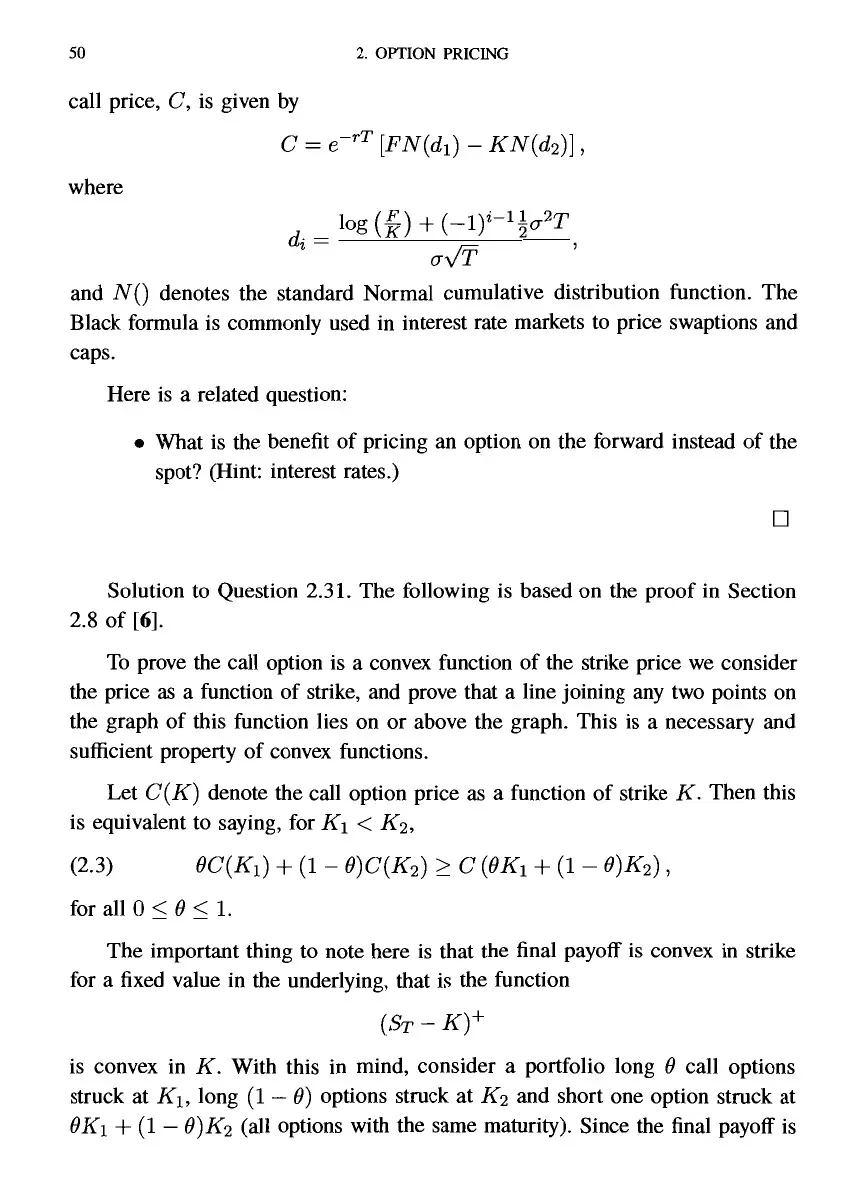 50 2. OPTION PRICING
call price, C, is given by
C = e^{-rT} [FN(d_1) − KN(d_2)] ,
where
d_i = \frac{\log\left(\frac{F}{K}\right) + (-1)^{i-1}\frac{1}{2}σ^2T}{σ\sqrt{T}},
and N() denotes the standard Normal cumulative distribution function. The
Black formula is commonly used in interest rate markets to price swaptions and
caps.
Here is a related question:
• What is the benefit of pricing an option on the forward instead of the
spot? (Hint: interest rates.)
□
Solution to Question 2.31. The following is based on the proof in Section
2.8 of [6].
To prove the call option is a convex function of the strike price we consider
the price as a function of strike, and prove that a line joining any two points on
the graph of this function lies on or above the graph. This is a necessary and
sufficient property of convex functions.
Let C(K) denote the call option price as a function of strike K. Then this
is equivalent to saying, for K_1 < K_2,
(2.3) θC(K_1) + (1 − θ)C(K_2) ≥ C (θK_1 + (1 − θ)K_2) ,
for all 0 ≤ θ ≤ 1.
The important thing to note here is that the final payoff is convex in strike
for a fixed value in the underlying, that is the function
(S_T − K)^+
is convex in K. With this in mind, consider a portfolio long θ call options
struck at K_1, long (1 − θ) options struck at K_2 and short one option struck at
θK_1 + (1 − θ)K_2 (all options with the same maturity). Since the final payoff is